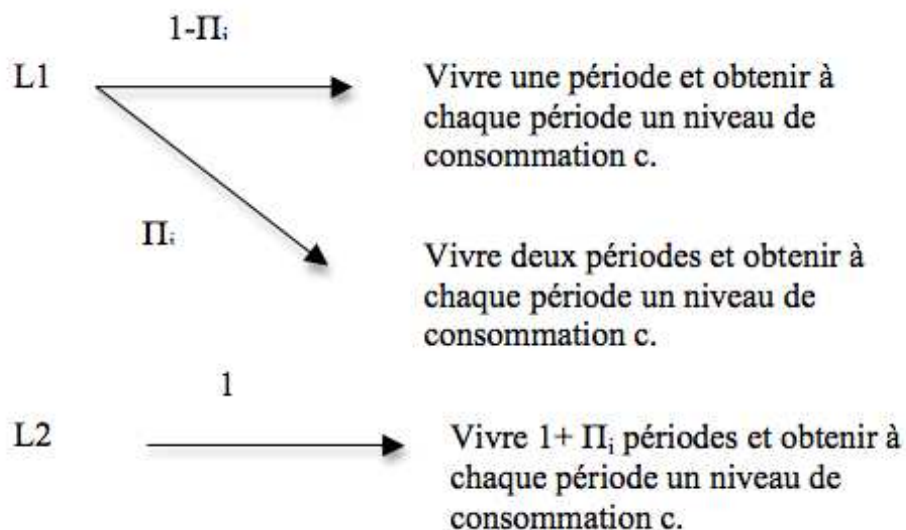 1-Πi
L1
Vivre une période et obtenir à
chaque période un niveau de
consommation c.
Πi
Vivre deux périodes et obtenir à
chaque période un niveau de
consommation c.
1
L2
Vivre 1+ Πi périodes et obtenir à
chaque période un niveau de
consommation c.